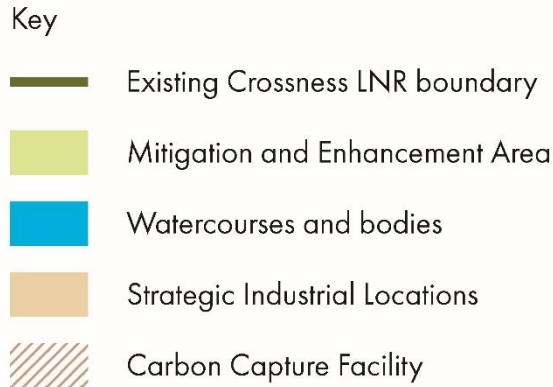 Key
Existing Crossness LNR boundary
Mitigation and Enhancement Area
Watercourses and bodies
Strategic Industrial Locations
Carbon Capture Facility